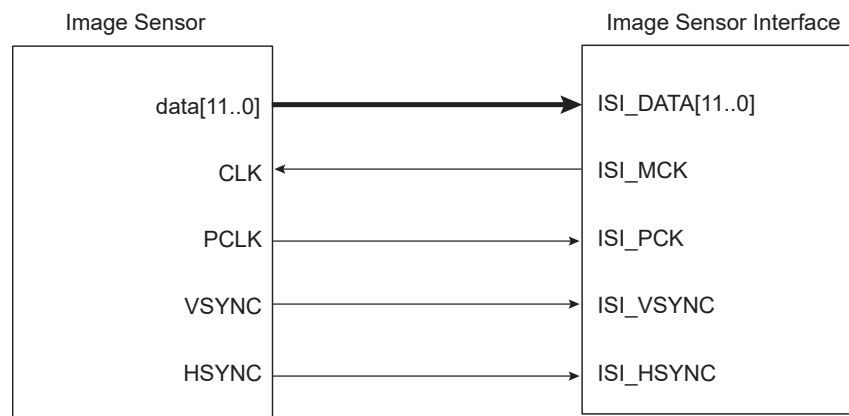 Image Sensor
Image Sensor Interface
data[11..0]
ISI_DATA[11..0]
CLK
ISI_MCK
PCLK
ISI_PCK
VSYNC
ISI_VSYNC
HSYNC
ISI_HSYNC